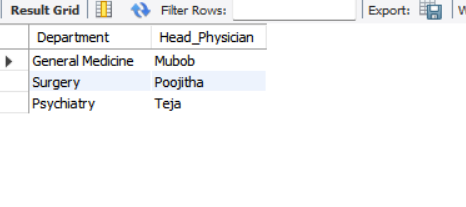 Result Grid Filter Rows: Export: W
Department Head_Physician
General Medicine Mubob
Surgery Poojitha
Psychiatry Teja